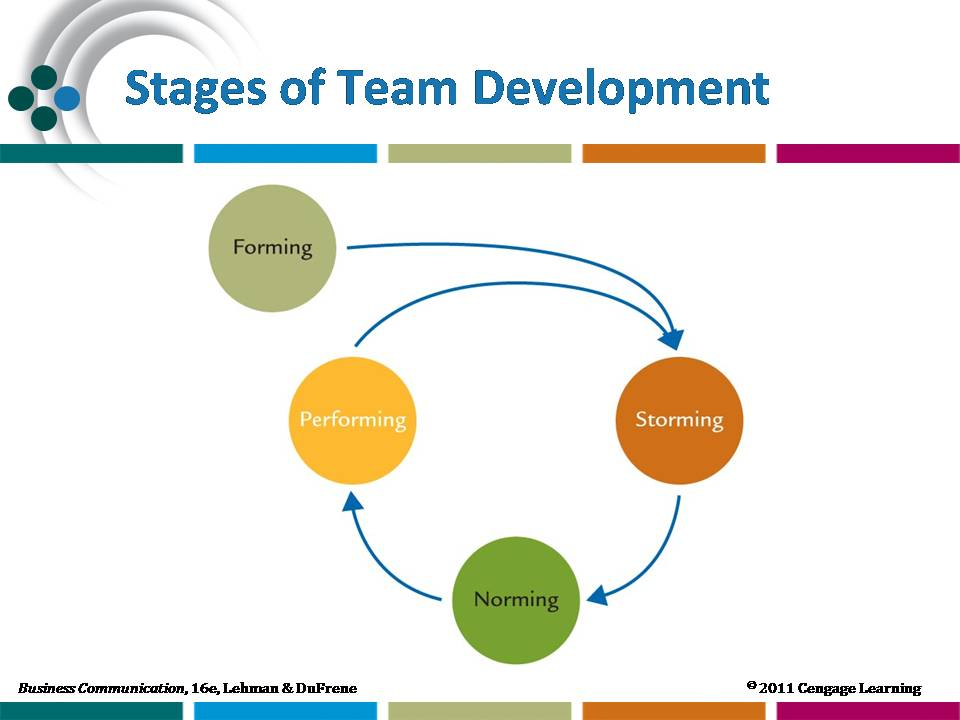 Stages of Team Development
Forming
Performing
Storming
Norming
Business Communication, 16e, Lehman & DuFrene
© 2011 Cengage Learning